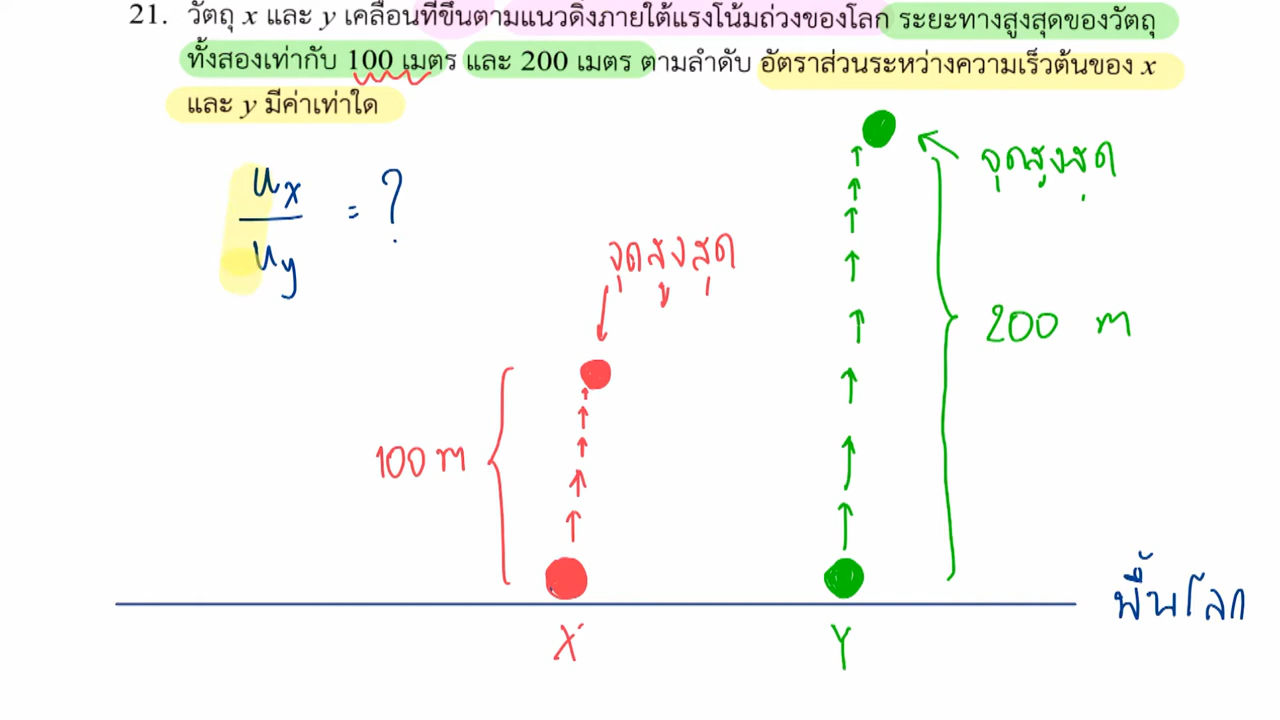 21. วัตถุ x และ y เคลื่อนที่ขึ้นตามแนวดิ่งภายใต้แรงโน้มถ่วงของโลก ระยะทางสูงสุดของวัตถุ
ทั้งสองเท่ากับ 100 เมตร และ 200 เมตร ตามลำดับ อัตราส่วนระหว่างความเร็วต้นของ x
และ y มีค่าเท่าใด
จุดสูงสุด
ux
uy
= ?
จุดสูงสุด
200 m
100 m
พื้นโลก
X
Y